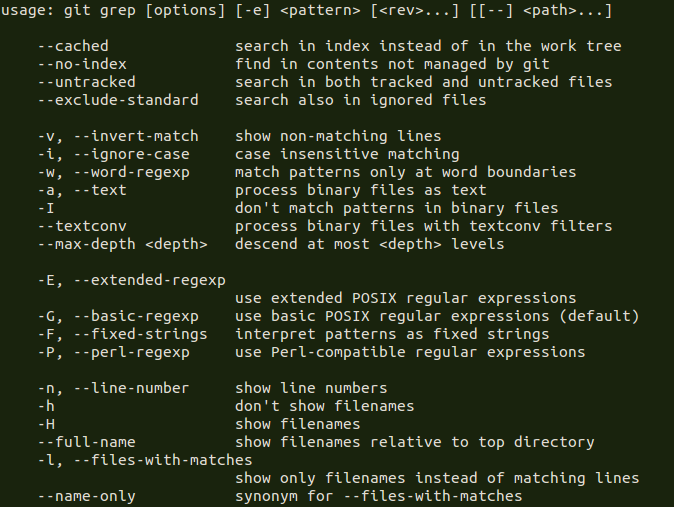 usage: git grep [options] [-e] <pattern> [<rev>...] [[--] <path>...]
--cached search in index instead of in the work tree
--no-index find in contents not managed by git
--untracked search in both tracked and untracked files
--exclude-standard search also in ignored files
-v, --invert-match show non-matching lines
-i, --ignore-case case insensitive matching
-w, --word-regexp match patterns only at word boundaries
-a, --text process binary files as text
-I don't match patterns in binary files
--textconv process binary files with textconv filters
--max-depth <depth> descend at most <depth> levels
-E, --extended-regexp
use extended POSIX regular expressions
-G, --basic-regexp use basic POSIX regular expressions (default)
-F, --fixed-strings interpret patterns as fixed strings
-P, --perl-regexp use Perl-compatible regular expressions
-n, --line-number show line numbers
-h don't show filenames
-H show filenames
--full-name show filenames relative to top directory
-l, --files-with-matches
show only filenames instead of matching lines
--name-only synonym for --files-with-matches